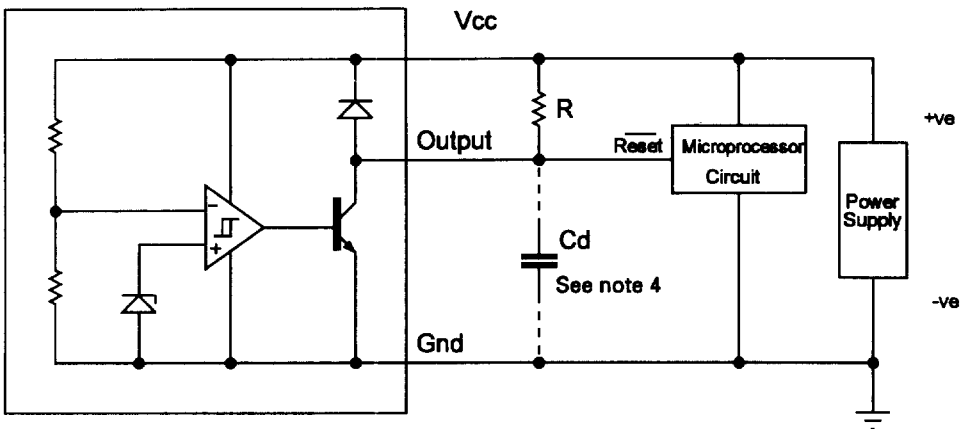 Vcc
R
+ve
Output
Reset
Microprocessor
Circuit
Power
Supply
−
+
Cd
See note 4
-ve
Gnd